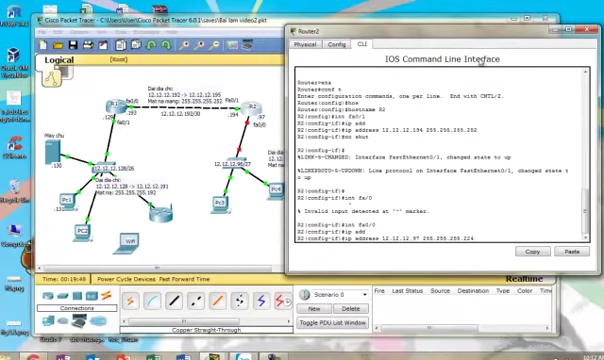 Cisco Packet Tracer - C:\Users\User\Cisco Packet Tracer 6.0.1\saves\Bai lam video2.pkt
Logical
[Root]
Dai dia chi:
12.12.12.192 -> 12.12.12.195
Mat na mang: 255.255.255.252
Fa0/1
R1
.193
12.12.12.192/30
Fa0/1
R2
.194
May chu
.130
12.12.12.128/26
Dai dia chi:
12.12.12.128 -> 12.12.12.191
Mat na: 255.255.255.192
12.12.12.96/27
Pc1
PC2
Pc3
Pc4
Wifi
Time: 00:19:48
Power Cycle Devices
Fast Forward Time
Realtime
Connections
Copper Straight-Through
Scenario 0
New
Delete
Toggle PDU List Window
Fire
Last Status
Source
Destination
Type
Color
Router2
Physical
Config
CLI
IOS Command Line Interface
Router>ena
Router#conf t
Enter configuration commands, one per line. End with CNTL/Z.
Router(config)#hos
Router(config)#hostname R2
R2(config)#int fa0/1
R2(config-if)#ip add
R2(config-if)#ip address 12.12.12.194 255.255.255.252
R2(config-if)#no shut
R2(config-if)#
%LINK-5-CHANGED: Interface FastEthernet0/1, changed state to up
%LINEPROTO-5-UPDOWN: Line protocol on Interface FastEthernet0/1, changed state t
o up
R2(config-if)#
R2(config-if)#int fa/0
^
% Invalid input detected at '^' marker.
R2(config-if)#int fa0/0
R2(config-if)#ip add
R2(config-if)#ip address 12.12.12.97 255.255.255.224
Copy
Paste